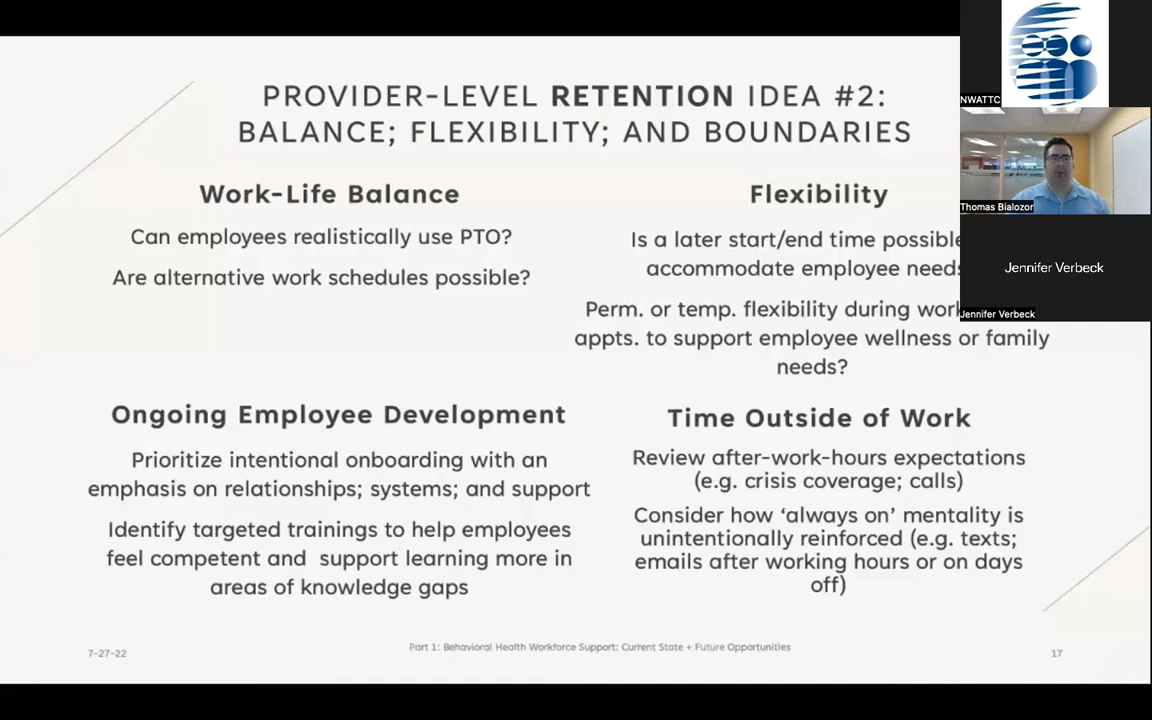 PROVIDER-LEVEL RETENTION IDEA #2:
BALANCE; FLEXIBILITY; AND BOUNDARIES
Work-Life Balance
Can employees realistically use PTO?
Are alternative work schedules possible?
Flexibility
Is a later start/end time possible
accommodate employee needs
Perm. or temp. flexibility during
appts. to support employee wellness or family
needs?
Ongoing Employee Development
Prioritize intentional onboarding with an
emphasis on relationships; systems; and support
Identify targeted trainings to help employees
feel competent and  support learning more in
areas of knowledge gaps
Time Outside of Work
Review after-work-hours expectations
(e.g. crisis coverage; calls)
Consider how ‘always on’ mentality is
unintentionally reinforced (e.g. texts;
emails after working hours or on days
off)
7-27-22
Part 1: Behavioral Health Workforce Support: Current State + Future Opportunities
17
NWATTC
Thomas Bialozor
Jennifer Verbeck
Jennifer Verbeck